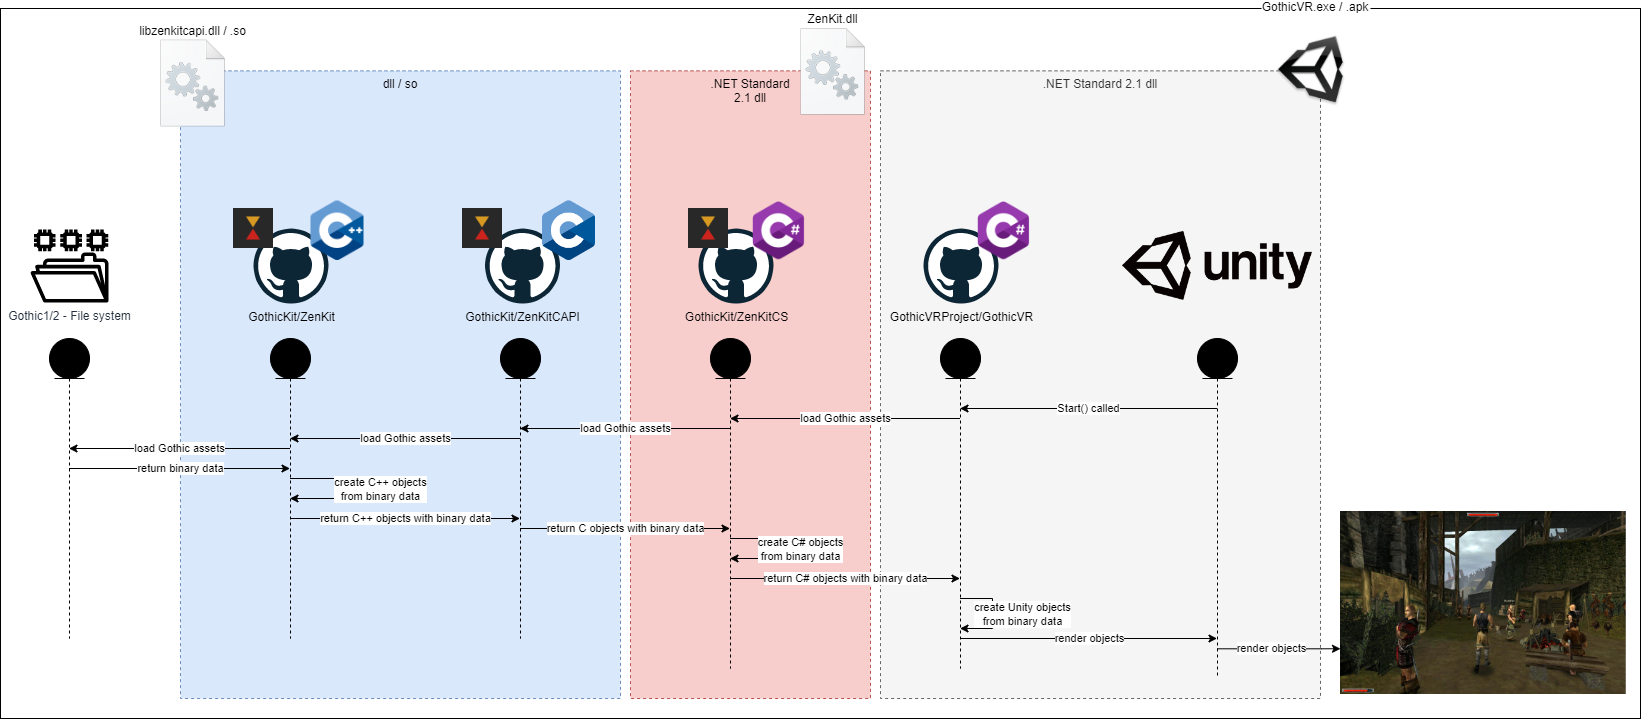 GothicVR.exe / .apk
ZenKit.dll
libzenkitcapi.dll / .so
dll / so
.NET Standard
2.1 dll
.NET Standard 2.1 dll
++
#
#
unity
Gothic1/2 - File system
GothicKit/ZenKit
GothicKit/ZenKitCAPI
GothicKit/ZenKitCS
GothicVRProject/GothicVR
Start() called
load Gothic assets
load Gothic assets
load Gothic assets
load Gothic assets
return binary data
create C++ objects
from binary data
return C++ objects with binary data
return C objects with binary data
create C# objects
from binary data
return C# objects with binary data
create Unity objects
from binary data
render objects
render objects